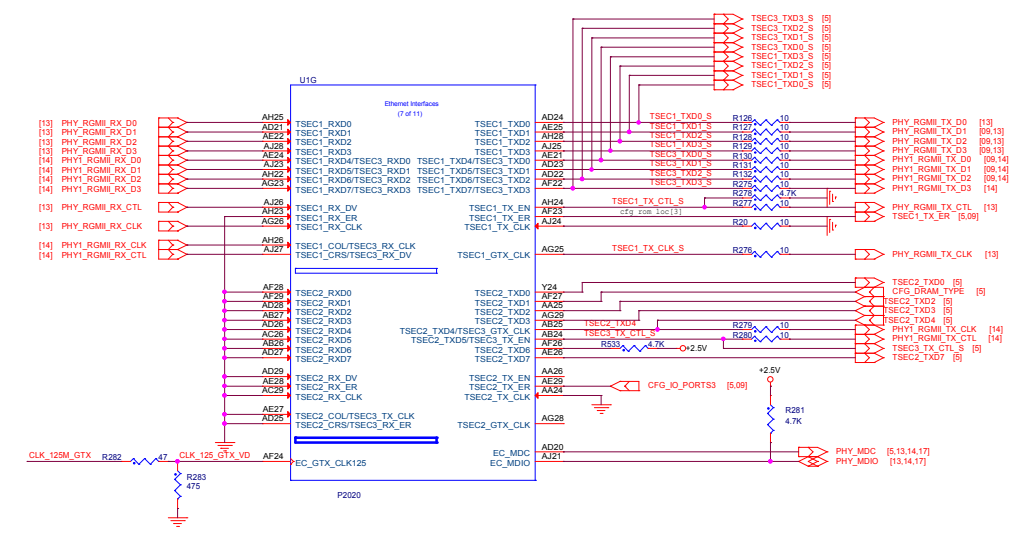 TSEC3_TXD3_S [5]
TSEC3_TXD2_S [5]
TSEC3_TXD1_S [5]
TSEC3_TXD0_S [5]
TSEC1_TXD3_S [5]
TSEC1_TXD2_S [5]
TSEC1_TXD1_S [5]
TSEC1_TXD0_S [5]
U1G
Ethernet Interfaces
(7 of 11)
[13] PHY_RGMII_RX_D0 AH25 TSEC1_RXD0 TSEC1_TXD0 AD24 TSEC1_TXD0_S R126 10 PHY_RGMII_TX_D0 [13]
[13] PHY_RGMII_RX_D1 AD21 TSEC1_RXD1 TSEC1_TXD1 AE25 TSEC1_TXD1_S R127 10 PHY_RGMII_TX_D1 [09,13]
[13] PHY_RGMII_RX_D2 AE22 TSEC1_RXD2 TSEC1_TXD2 AH28 TSEC1_TXD2_S R128 10 PHY_RGMII_TX_D2 [09,13]
[13] PHY_RGMII_RX_D3 AJ28 TSEC1_RXD3 TSEC1_TXD3 AJ25 TSEC1_TXD3_S R129 10 PHY_RGMII_TX_D3 [09,13]
[14] PHY1_RGMII_RX_D0 AE24 TSEC1_RXD4/TSEC3_RXD0 TSEC1_TXD4/TSEC3_TXD0 AE21 TSEC3_TXD0_S R130 10 PHY1_RGMII_TX_D0 [09,14]
[14] PHY1_RGMII_RX_D1 AJ23 TSEC1_RXD5/TSEC3_RXD1 TSEC1_TXD5/TSEC3_TXD1 AD23 TSEC3_TXD1_S R131 10 PHY1_RGMII_TX_D1 [09,14]
[14] PHY1_RGMII_RX_D2 AH22 TSEC1_RXD6/TSEC3_RXD2 TSEC1_TXD6/TSEC3_TXD2 AD22 TSEC3_TXD2_S R132 10 PHY1_RGMII_TX_D2 [09,14]
[14] PHY1_RGMII_RX_D3 AG23 TSEC1_RXD7/TSEC3_RXD3 TSEC1_TXD7/TSEC3_TXD3 AF22 TSEC3_TXD3_S R275 10 PHY1_RGMII_TX_D3 [14]
R278 4.7K
[13] PHY_RGMII_RX_CTL AJ26 TSEC1_RX_DV TSEC1_TX_EN AH24 TSEC1_TX_CTL_S R277 10 PHY_RGMII_TX_CTL [13]
AH23 TSEC1_RX_ER TSEC1_TX_ER AF23 cfg rom loc[3] TSEC1_TX_ER [5,09]
[13] PHY_RGMII_RX_CLK AG26 TSEC1_RX_CLK TSEC1_TX_CLK AJ24 R20 10
[14] PHY1_RGMII_RX_CLK AH26 TSEC1_COL/TSEC3_RX_CLK
[14] PHY1_RGMII_RX_CTL AJ27 TSEC1_CRS/TSEC3_RX_DV TSEC1_GTX_CLK AG25 TSEC1_TX_CLK_S R276 10 PHY_RGMII_TX_CLK [13]
TSEC2_TXD0 [5]
AF28 TSEC2_RXD0 TSEC2_TXD0 Y24 CFG_DRAM_TYPE [5]
AF29 TSEC2_RXD1 TSEC2_TXD1 AF27 TSEC2_TXD2 [5]
AD28 TSEC2_RXD2 TSEC2_TXD2 AA25 TSEC2_TXD3 [5]
AB27 TSEC2_RXD3 TSEC2_TXD3 AG29 TSEC2_TXD4 [5]
AD26 TSEC2_RXD4 TSEC2_TXD4/TSEC3_GTX_CLK AB25 TSEC2_TXD4 R279 10 PHY1_RGMII_TX_CLK [14]
AC26 TSEC2_RXD5 TSEC2_TXD5/TSEC3_TX_EN AB24 TSEC3_TX_CTL_S R280 10 PHY1_RGMII_TX_CTL [14]
AB26 TSEC2_RXD6 TSEC2_TXD6 AF26 R533 4.7K +2.5V TSEC3_TX_CTL_S [5]
AD27 TSEC2_RXD7 TSEC2_TXD7 AE26 TSEC2_TXD7 [5]
+2.5V
AD29 TSEC2_RX_DV TSEC2_TX_EN AA26
AE28 TSEC2_RX_ER TSEC2_TX_ER AE29 CFG_IO_PORTS3 [5,09]
AC29 TSEC2_RX_CLK TSEC2_TX_CLK AA24
R281
4.7K
AE27 TSEC2_COL/TSEC3_TX_CLK
AD25 TSEC2_CRS/TSEC3_RX_ER TSEC2_GTX_CLK AG28
EC_MDC AD20 PHY_MDC [5,13,14,17]
CLK_125M_GTX R282 47 CLK_125_GTX_VD AF24 EC_GTX_CLK125 EC_MDIO AJ21 PHY_MDIO [13,14,17]
R283
475
P2020